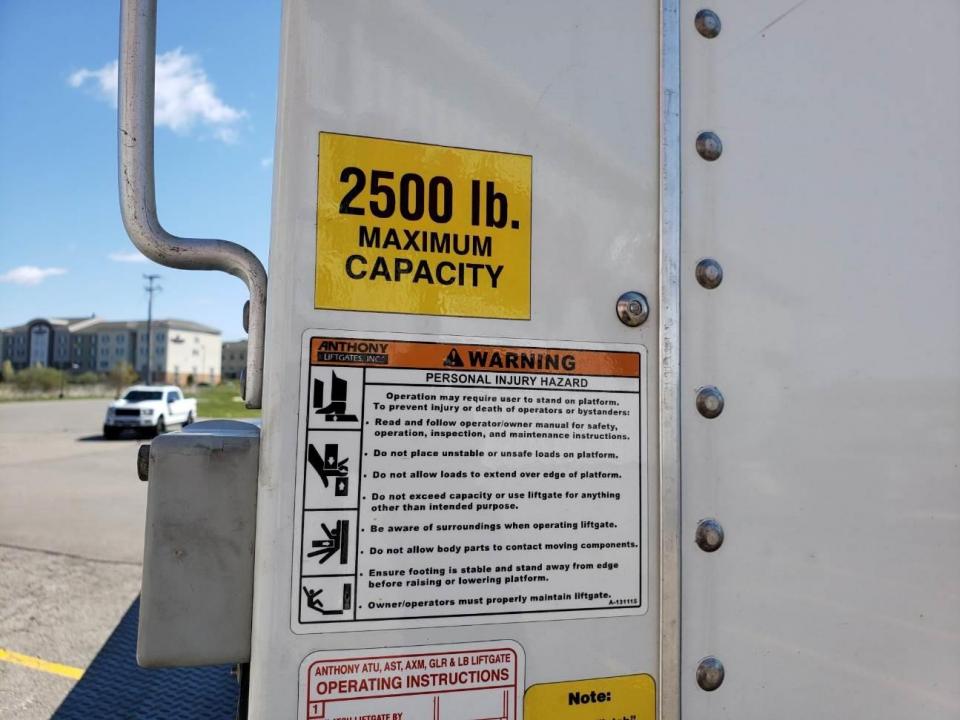 2500 lb.
MAXIMUM
CAPACITY
ANTHONY
LIFTGATES, INC.
WARNING
PERSONAL INJURY HAZARD
Operation may require user to stand on platform.
To prevent injury or death of operators or bystanders:
• Read and follow operator/owner manual for safety,
operation, inspection, and maintenance instructions.
• Do not place unstable or unsafe loads on platform.
• Do not allow loads to extend over edge of platform.
• Do not exceed capacity or use liftgate for anything
other than intended purpose.
• Be aware of surroundings when operating liftgate.
• Do not allow body parts to contact moving components.
• Ensure footing is stable and stand away from edge
before raising or lowering platform.
• Owner/operators must properly maintain liftgate.
A-131115
ANTHONY ATU, AST, AXM, GLR & LB LIFTGATE
OPERATING INSTRUCTIONS
1
LIFTGATE BY
Note: